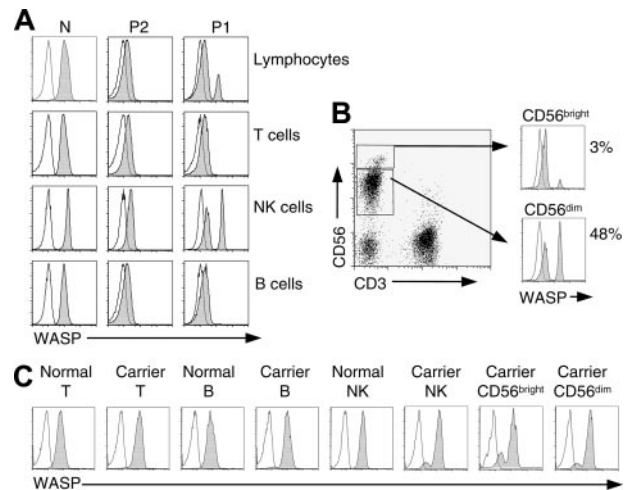 A
N P2 P1
Lymphocytes
T cells
NK cells
B cells
WASP
B
CD56bright
3%
CD56dim
48%
CD56
CD3
WASP
C
Normal Carrier Normal Carrier Normal Carrier Carrier Carrier
T T B B NK NK CD56bright CD56dim
WASP